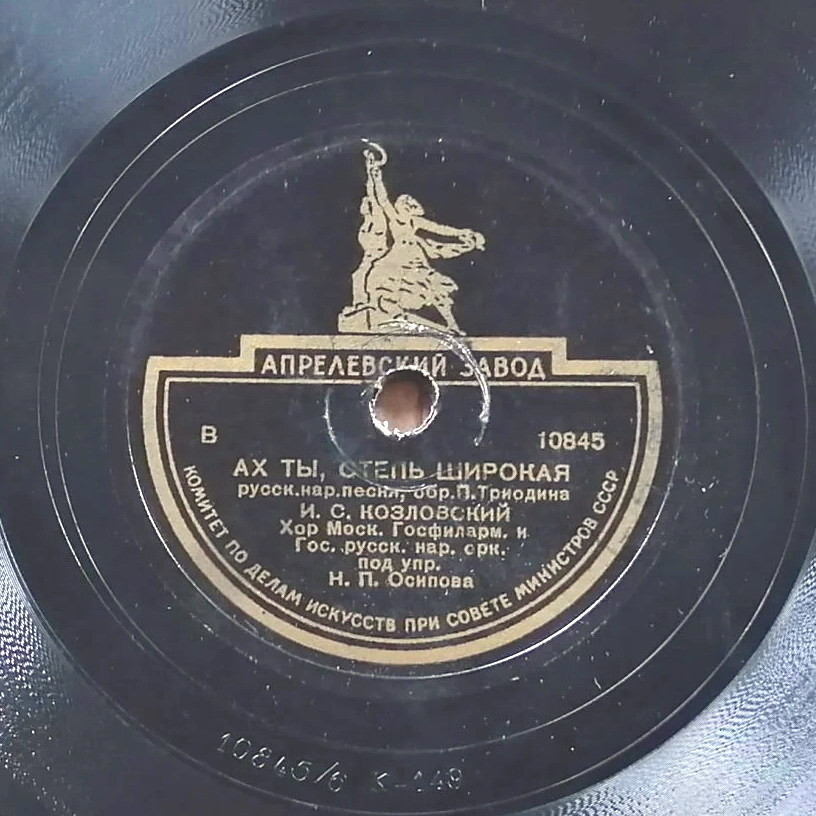 АПРЕЛЕВСКИЙ ЗАВОД
В 10845
АХ ТЫ, СТЕПЬ ШИРОКАЯ
русск.нар.песня, обр.П.Триодина
И. С. КОЗЛОВСКИЙ
Хор Моск. Госфиларм. и
Гос. русск. нар. орк.
под упр.
Н. П. Осипова
КОМИТЕТ ПО ДЕЛАМ ИСКУССТВ ПРИ СОВЕТЕ МИНИСТРОВ СССР
10845/6 К-149